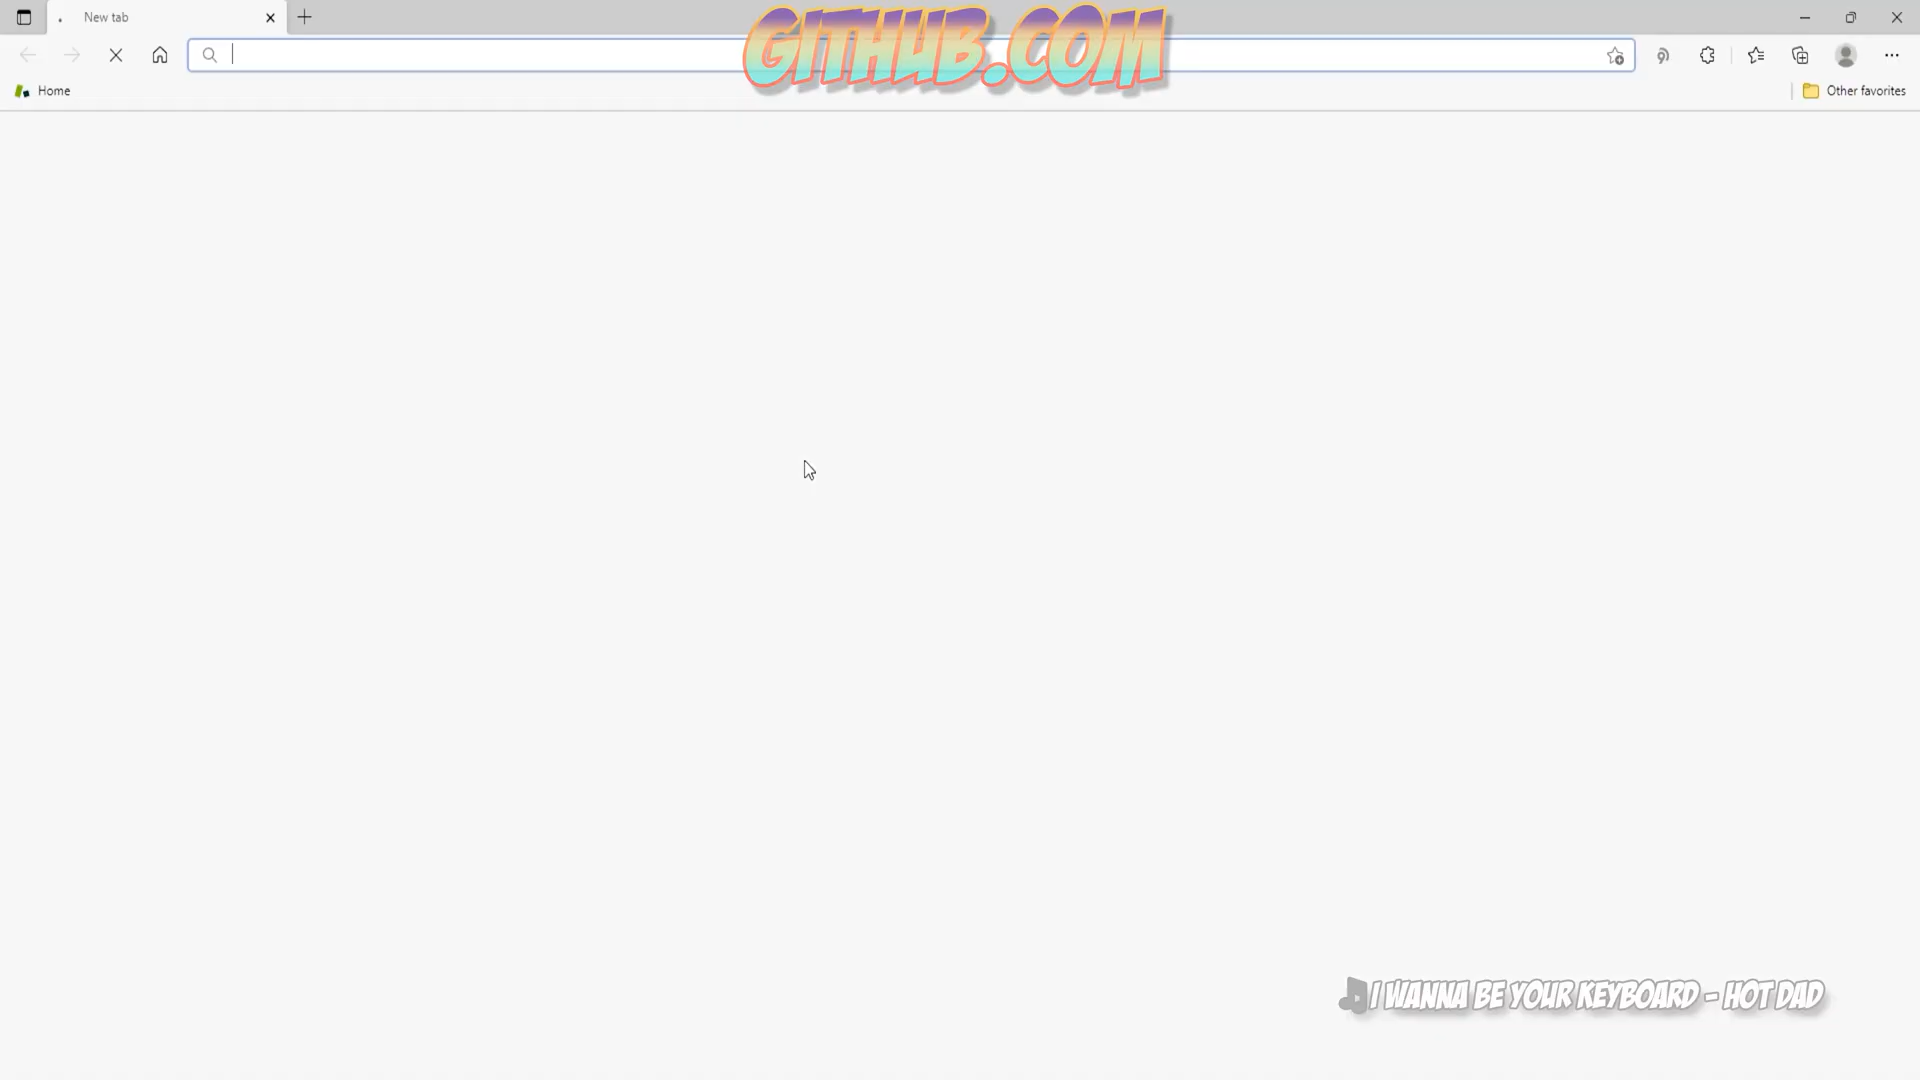 New tab
GITHUB.COM
Home
Other favorites
I WANNA BE YOUR KEYBOARD - HOT DAD